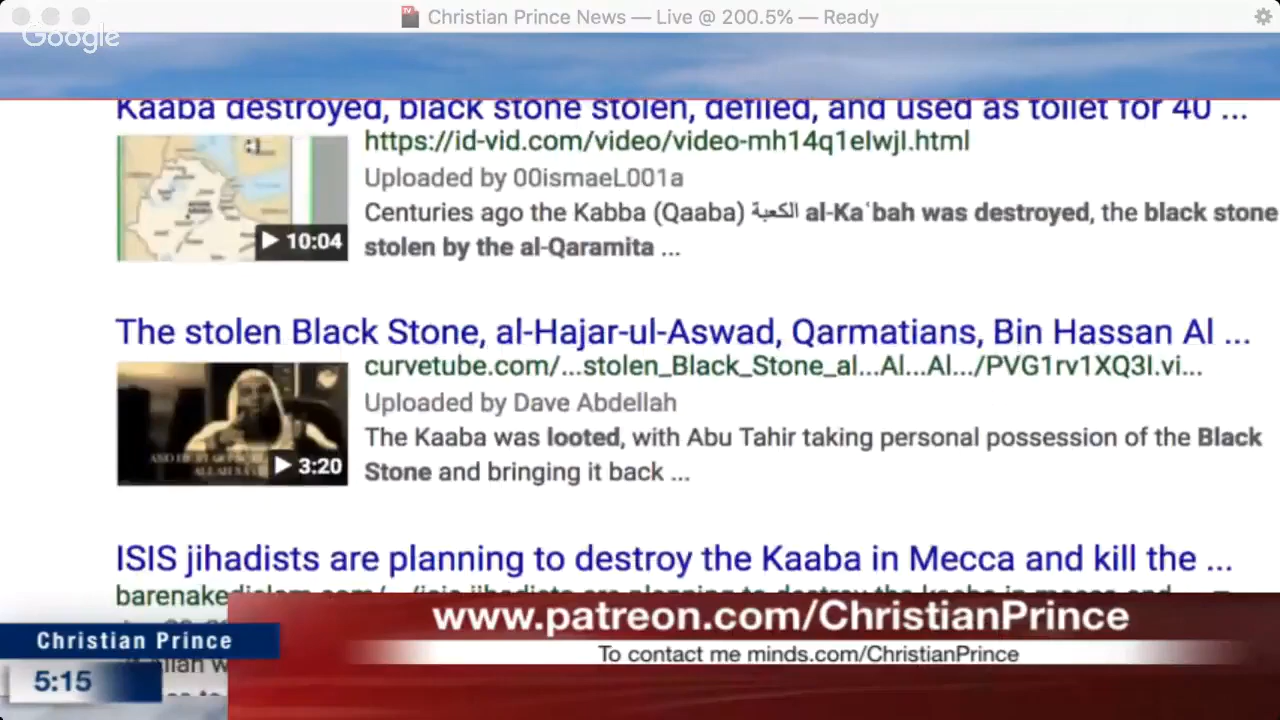 Christian Prince News — Live @ 200.5% — Ready
Google
Kaaba destroyed, black stone stolen, defiled, and used as toilet for 40 ...
https://id-vid.com/video/video-mh14q1eIwjI.html
Uploaded by 00ismaeL001a
Centuries ago the Kabba (Qaaba) الكعبة al-Kaʿbah was destroyed, the black stone
stolen by the al-Qaramita ...
10:04
The stolen Black Stone, al-Hajar-ul-Aswad, Qarmatians, Bin Hassan Al ...
curvetube.com/...stolen_Black_Stone_al...Al...Al.../PVG1rv1XQ3I.vi...
Uploaded by Dave Abdellah
The Kaaba was looted, with Abu Tahir taking personal possession of the Black
Stone and bringing it back ...
3:20
ISIS jihadists are planning to destroy the Kaaba in Mecca and kill the ...
www.patreon.com/ChristianPrince
To contact me minds.com/ChristianPrince
Christian Prince
5:15